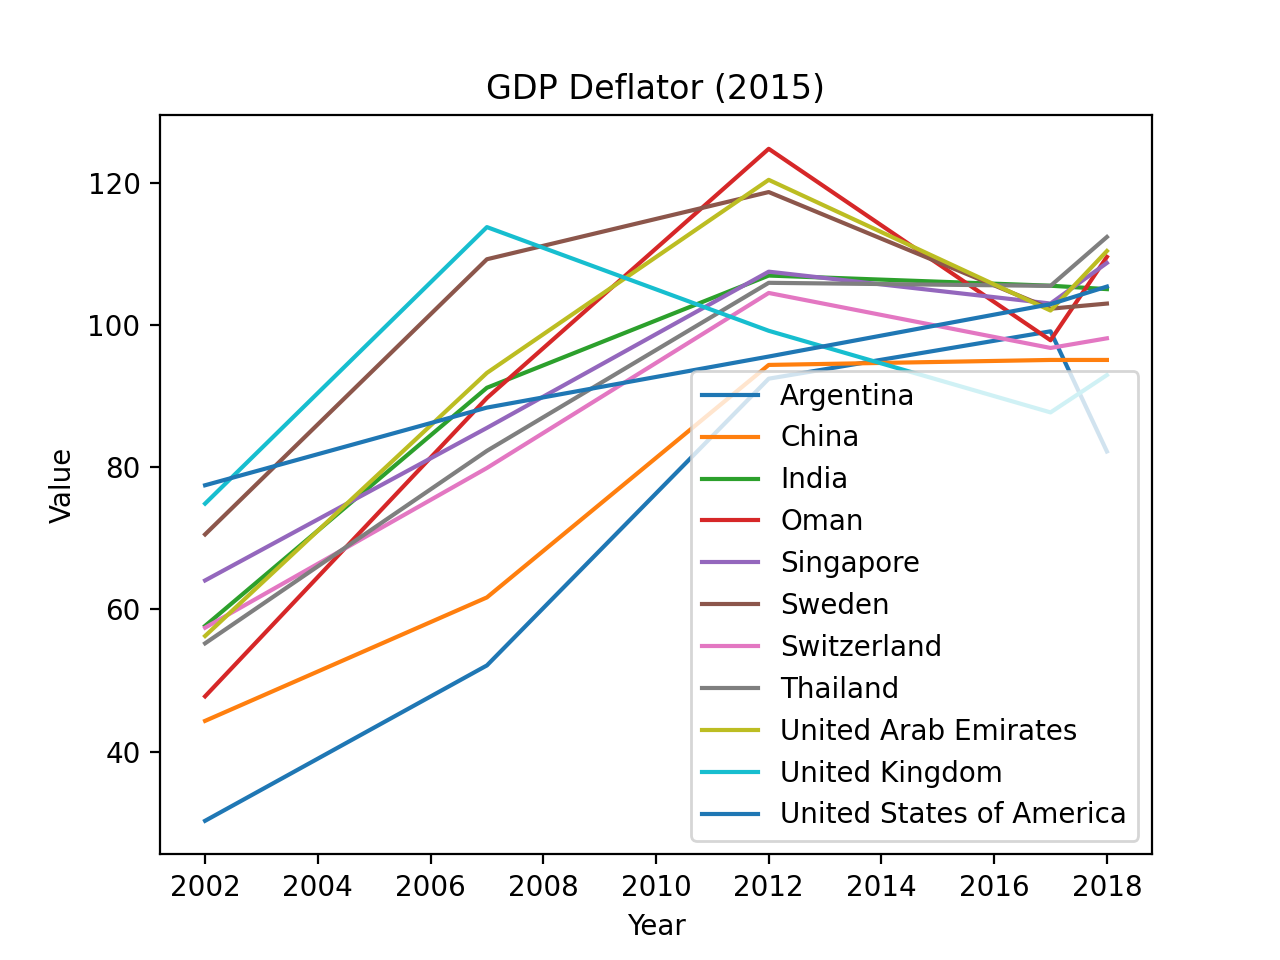 GDP Deflator (2015)
120
100
80
60
40
Value
Argentina
China
India
Oman
Singapore
Sweden
Switzerland
Thailand
United Arab Emirates
United Kingdom
United States of America
2002 2004 2006 2008 2010 2012 2014 2016 2018
Year